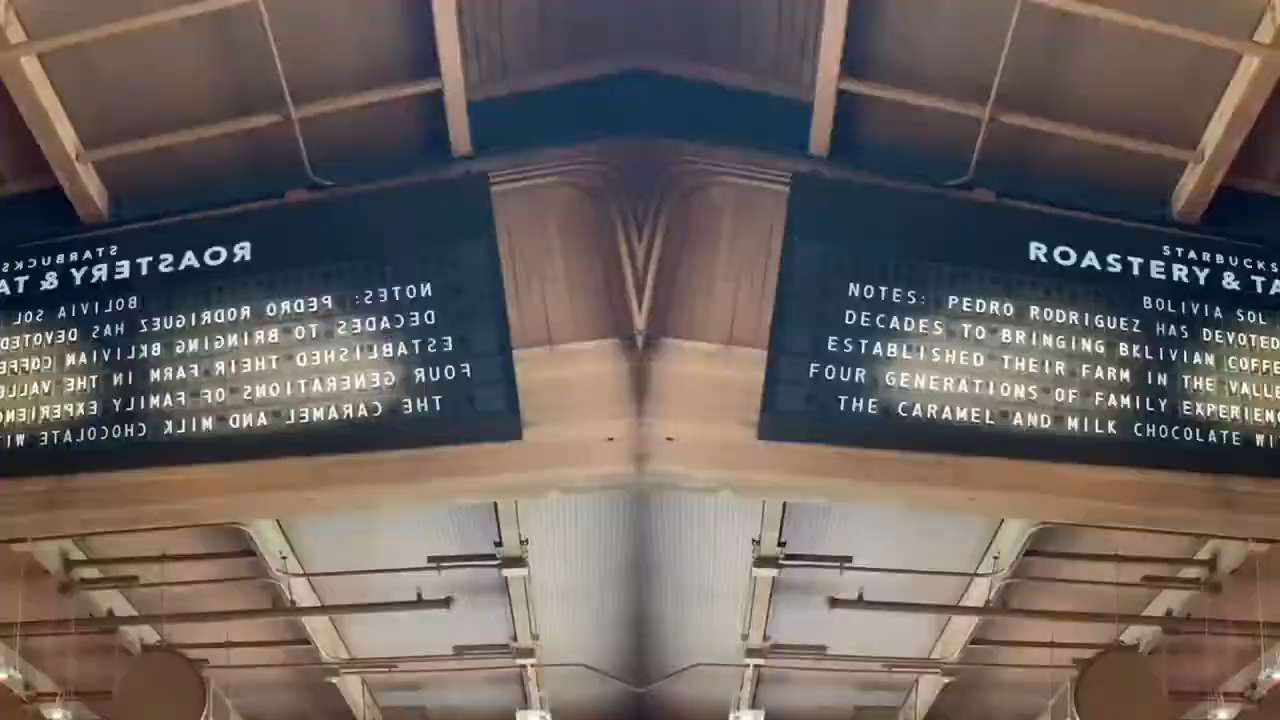 STARBUCKS
ROASTERY & TA
BOLIVIA SOL
NOTES: PEDRO RODRIGUEZ HAS DEVOTED
DECADES TO BRINGING BKLIVIAN COFFE
ESTABLISHED THEIR FARM IN THE VALLE
FOUR GENERATIONS OF FAMILY EXPERIENC
THE CARAMEL AND MILK CHOCOLATE WI